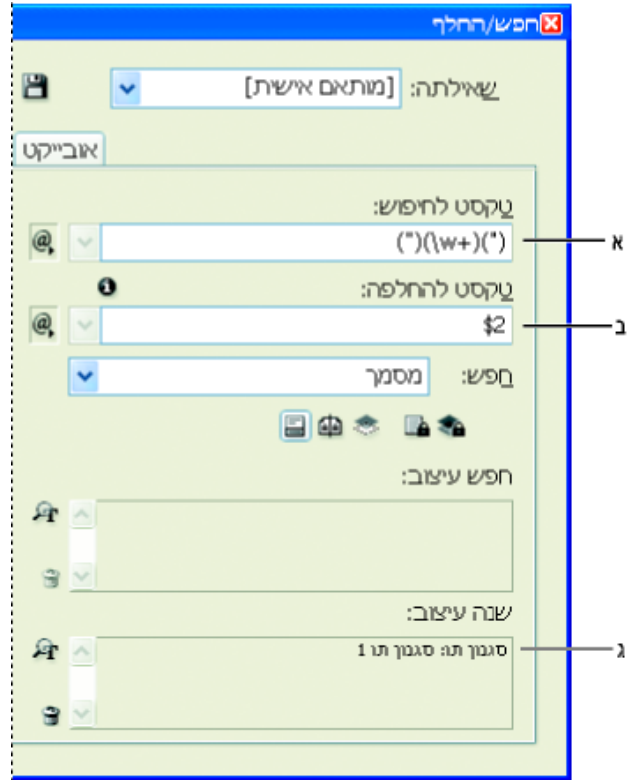 חפש/החלף
שאילתה: [מותאם אישית]
אובייקט
טקסט לחיפוש:
(")(\w+)(") א
טקסט להחלפה:
$2 ב
חפש: מסמך
חפש עיצוב:
שנה עיצוב:
סגנון תו: סגנון תו 1 ג